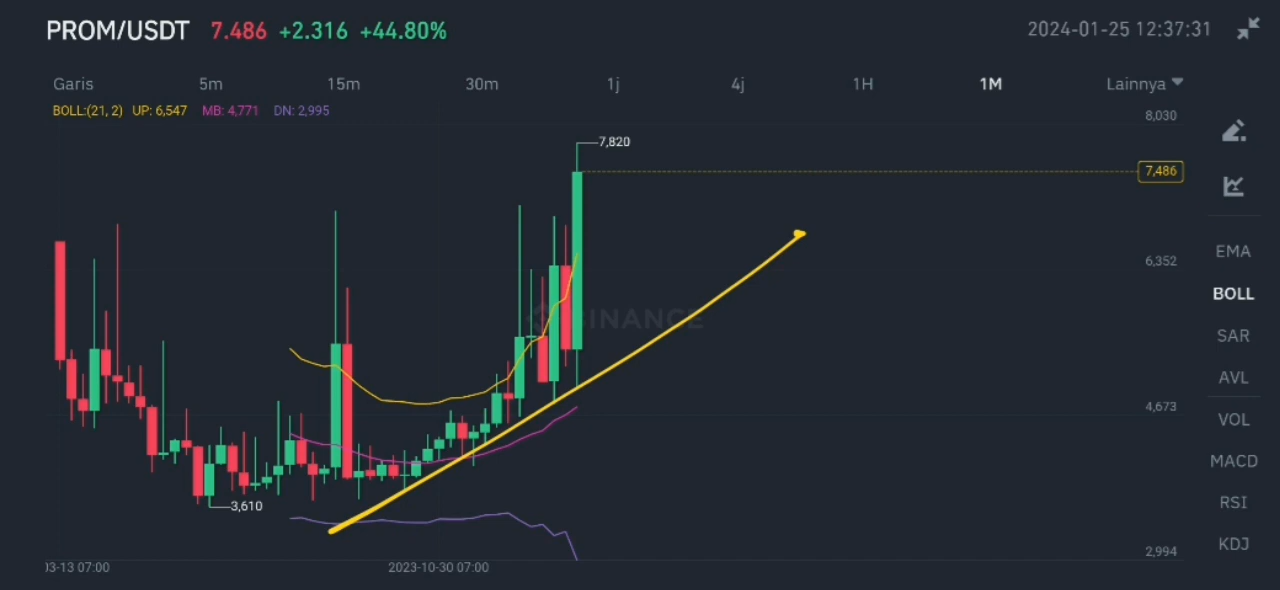 PROM/USDT 7.486 +2.316 +44.80% 2024-01-25 12:37:31
Garis 5m 15m 30m 1j 4j 1H 1M Lainnya
BOLL:(21, 2) UP: 6,547 MB: 4,771 DN: 2,995
8,030
7,820
7,486
EMA
6,352
BOLL
BINANCE
SAR
AVL
4,673
VOL
MACD
3,610
RSI
2,994
KDJ
03-13 07:00 2023-10-30 07:00